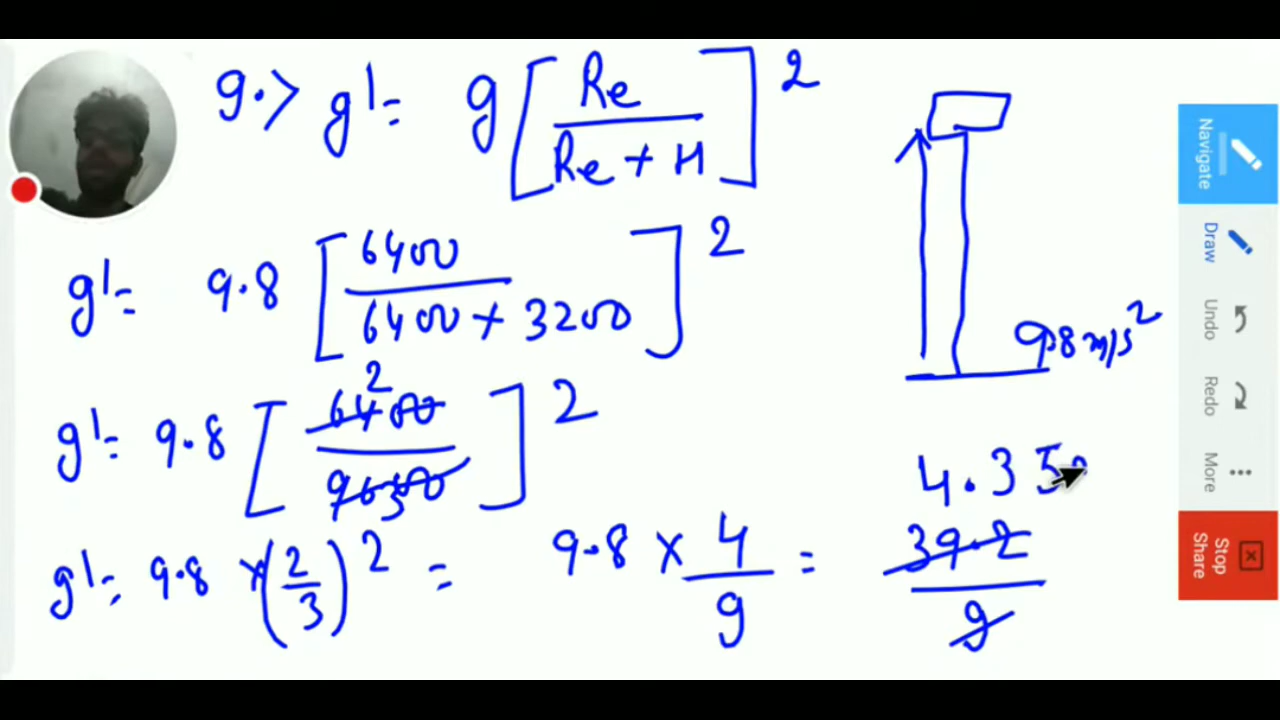 g.> g' = g [Re / Re + H]²
g' = 9.8 [6400 / 6400 + 3200]²
9.8 m/s²
g' = 9.8 [6400 / 9600]²
2
3
4.35
g' = 9.8 × (2/3)² = 9.8 × 4/9 = 39.2/9
Navigate
Draw
Undo
Redo
More
Stop Share